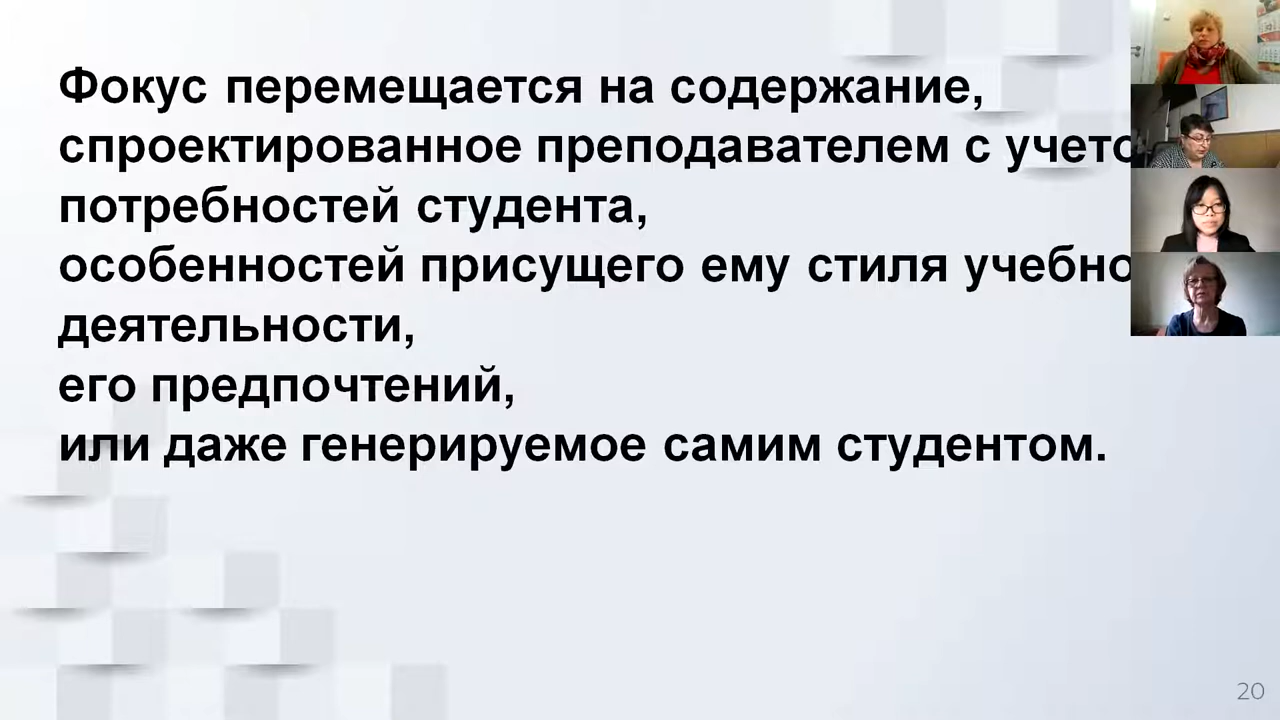 Фокус перемещается на содержание,
спроектированное преподавателем с учето
потребностей студента,
особенностей присущего ему стиля учебно
деятельности,
его предпочтений,
или даже генерируемое самим студентом.
20